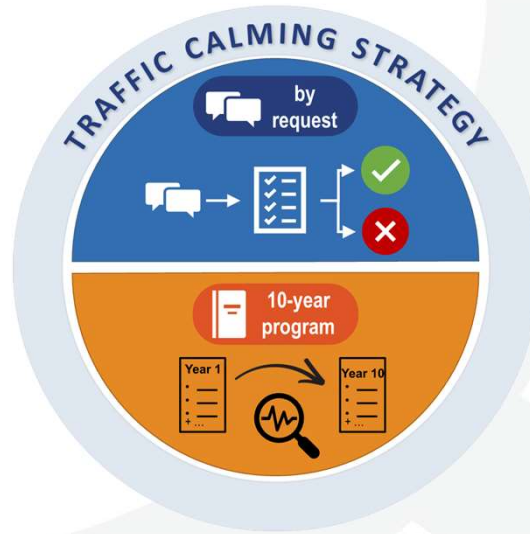 TRAFFIC CALMING STRATEGY
by
request
10-year
program
Year 1
+ ...
Year 10
+ ...